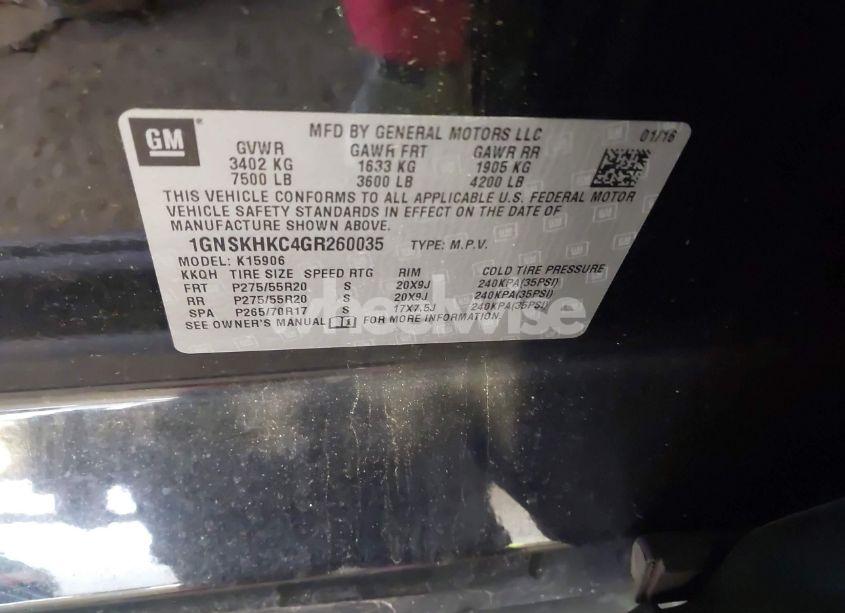 GM
MFD BY GENERAL MOTORS LLC 01/16
GVWR GAWR FRT GAWR RR
3402 KG 1633 KG 1905 KG
7500 LB 3600 LB 4200 LB
THIS VEHICLE CONFORMS TO ALL APPLICABLE U.S. FEDERAL MOTOR
VEHICLE SAFETY STANDARDS IN EFFECT ON THE DATE OF
MANUFACTURE SHOWN ABOVE.
1GNSKHKC4GR260035 TYPE: M.P.V.
MODEL: K15906
KKQH TIRE SIZE SPEED RTG RIM COLD TIRE PRESSURE
FRT P275/55R20 S 20X9J 240KPA(35PSI)
RR P275/55R20 S 20X9J 240KPA(35PSI)
SPA P265/70R17 S 17X7.5J 240KPA(35PSI)
SEE OWNER'S MANUAL FOR MORE INFORMATION.
wheelwise